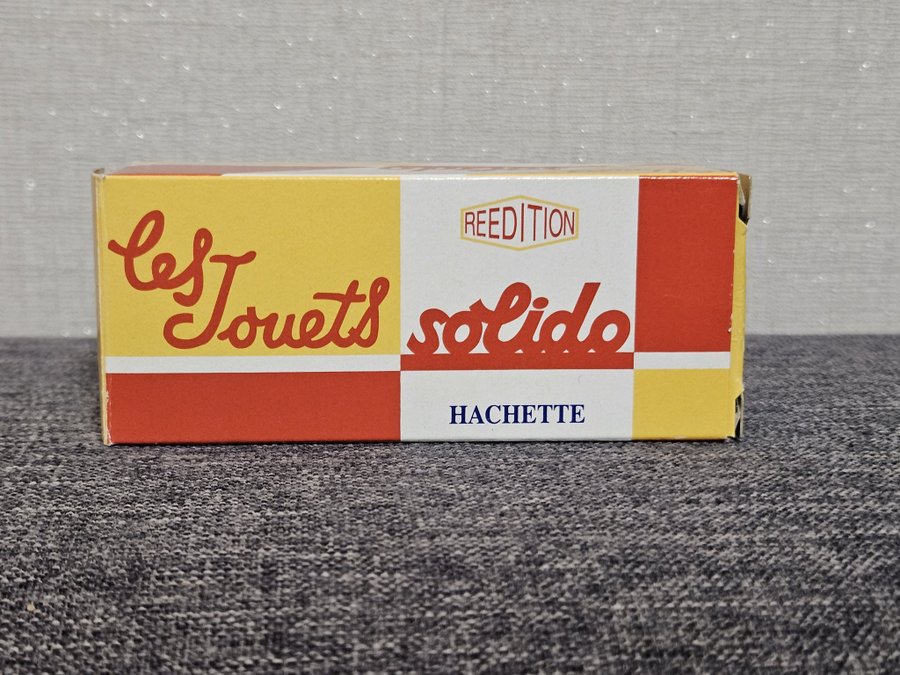 Les Jouets
REEDITION
solido
HACHETTE